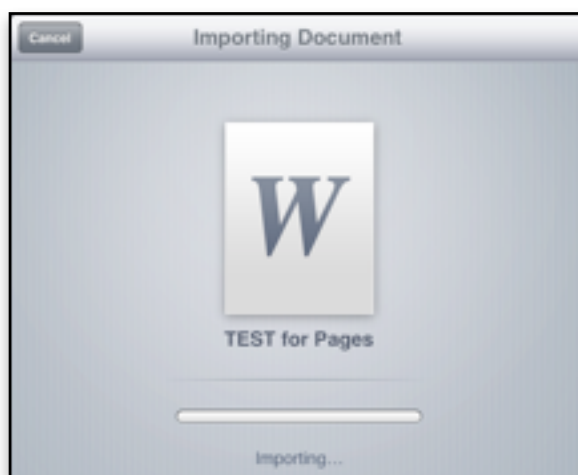 Cancel
Importing Document
W
TEST for Pages
Importing...